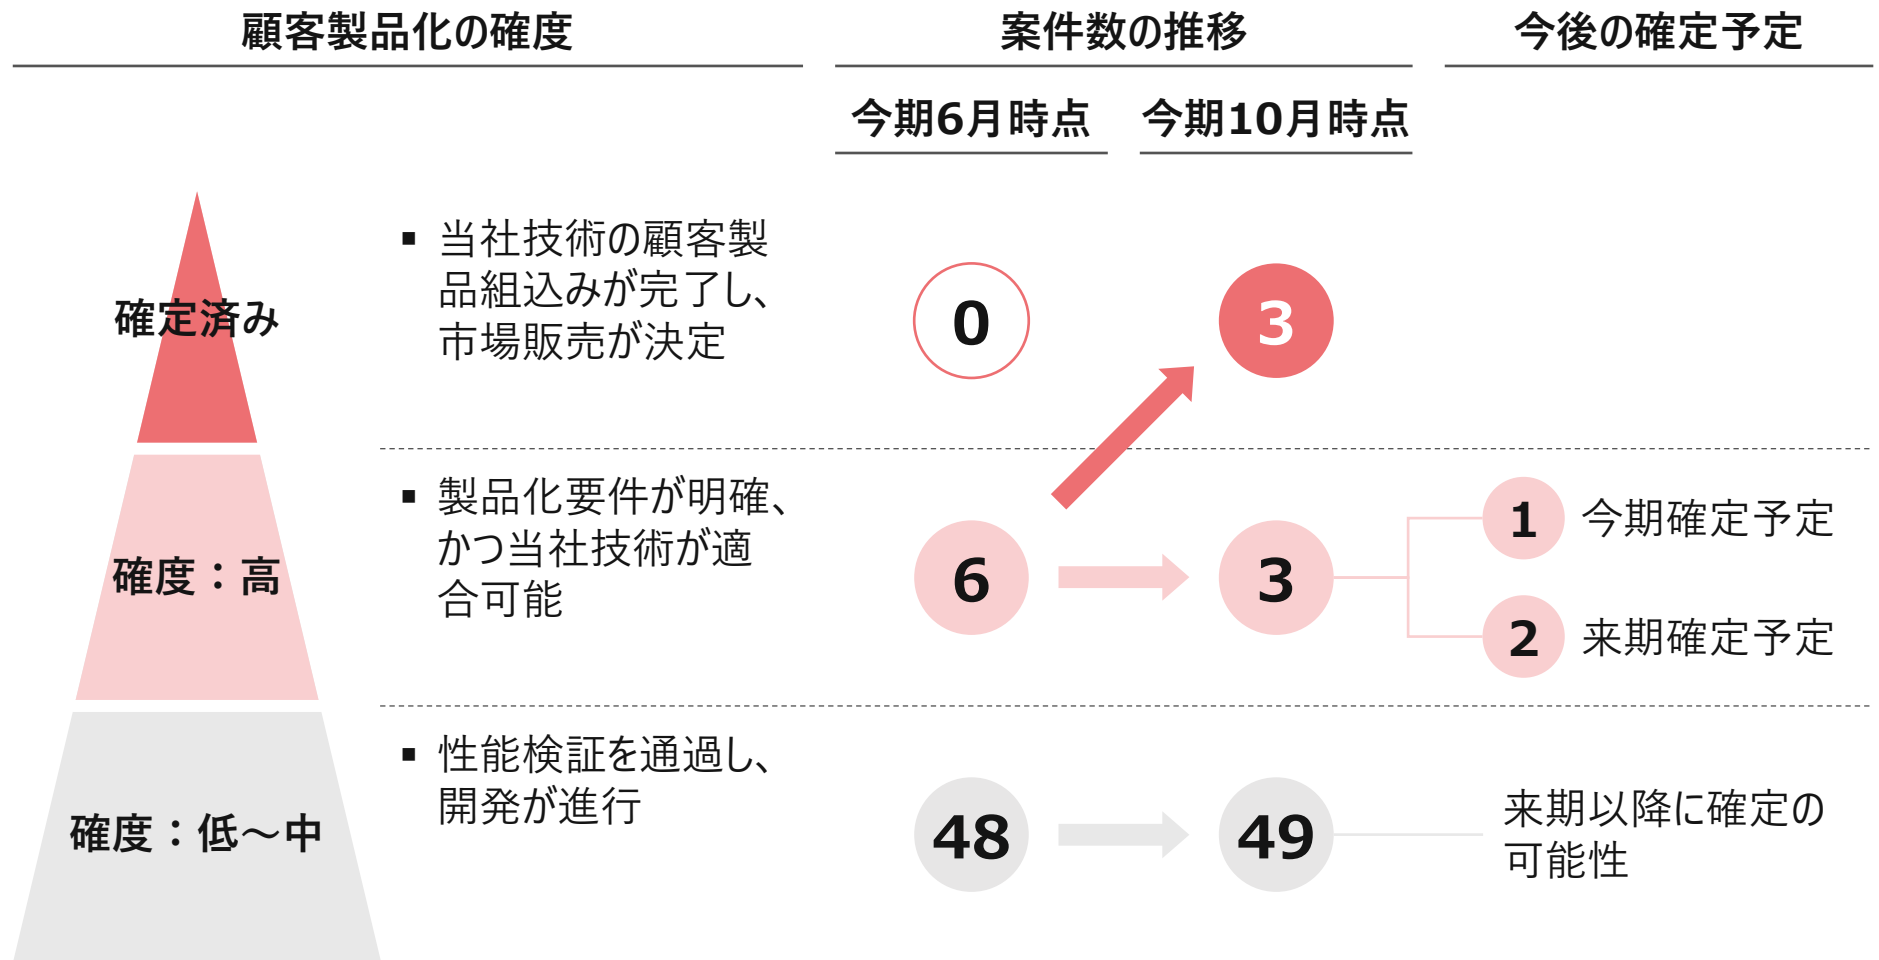 顧客製品化の確度
案件数の推移
今後の確定予定
今期6月時点
今期10月時点
確定済み
▪ 当社技術の顧客製
品組込みが完了し、
市場販売が決定
0
3
確度：高
▪ 製品化要件が明確、
かつ当社技術が適
合可能
6
3
1
今期確定予定
2
来期確定予定
確度：低～中
▪ 性能検証を通過し、
開発が進行
48
49
来期以降に確定の
可能性